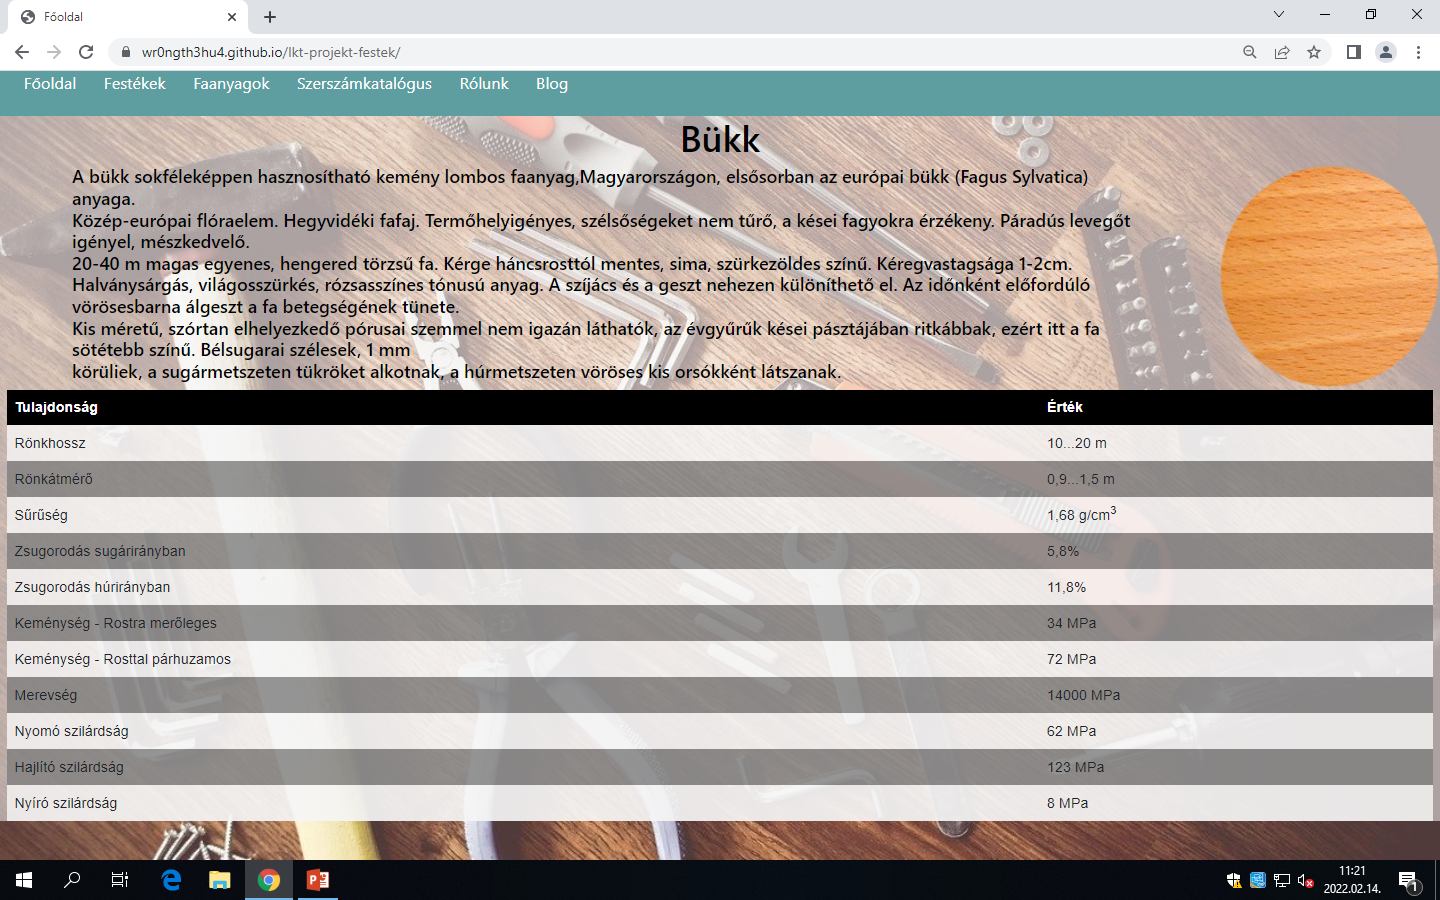 Főoldal
wr0ngth3hu4.github.io/lkt-projekt-festek/
Főoldal Festékek Faanyagok Szerszámkatalógus Rólunk Blog
Bükk
A bükk sokféleképpen hasznosítható kemény lombos faanyag,Magyarországon, elsősorban az európai bükk (Fagus Sylvatica)
anyaga.
Közép-európai flóraelem. Hegyvidéki fafaj. Termőhelyigényes, szélsőségeket nem tűrő, a kései fagyokra érzékeny. Páradús levegőt
igényel, mészkedvelő.
20-40 m magas egyenes, hengered törzsű fa. Kérge háncsrosttól mentes, sima, szürkezöldes színű. Kéregvastagsága 1-2cm.
Halványsárgás, világosszürkés, rózsasszínes tónusú anyag. A szíjács és a geszt nehezen különíthető el. Az időnként előfordúló
vörösesbarna álgeszt a fa betegségének tünete.
Kis méretű, szórtan elhelyezkedő pórusai szemmel nem igazán láthatók, az évgyűrűk kései pásztájában ritkábbak, ezért itt a fa
sötétebb színű. Bélsugarai szélesek, 1 mm
körüliek, a sugármetszeten tükröket alkotnak, a húrmetszeten vöröses kis orsókként látszanak.
Tulajdonság Érték
Rönkhossz 10...20 m
Rönkátmérő 0,9...1,5 m
Sűrűség 1,68 g/cm³
Zsugorodás sugárirányban 5,8%
Zsugorodás húrirányban 11,8%
Keménység - Rostra merőleges 34 MPa
Keménység - Rosttal párhuzamos 72 MPa
Merevség 14000 MPa
Nyomó szilárdság 62 MPa
Hajlító szilárdság 123 MPa
Nyíró szilárdság 8 MPa
11:21
2022.02.14.
1